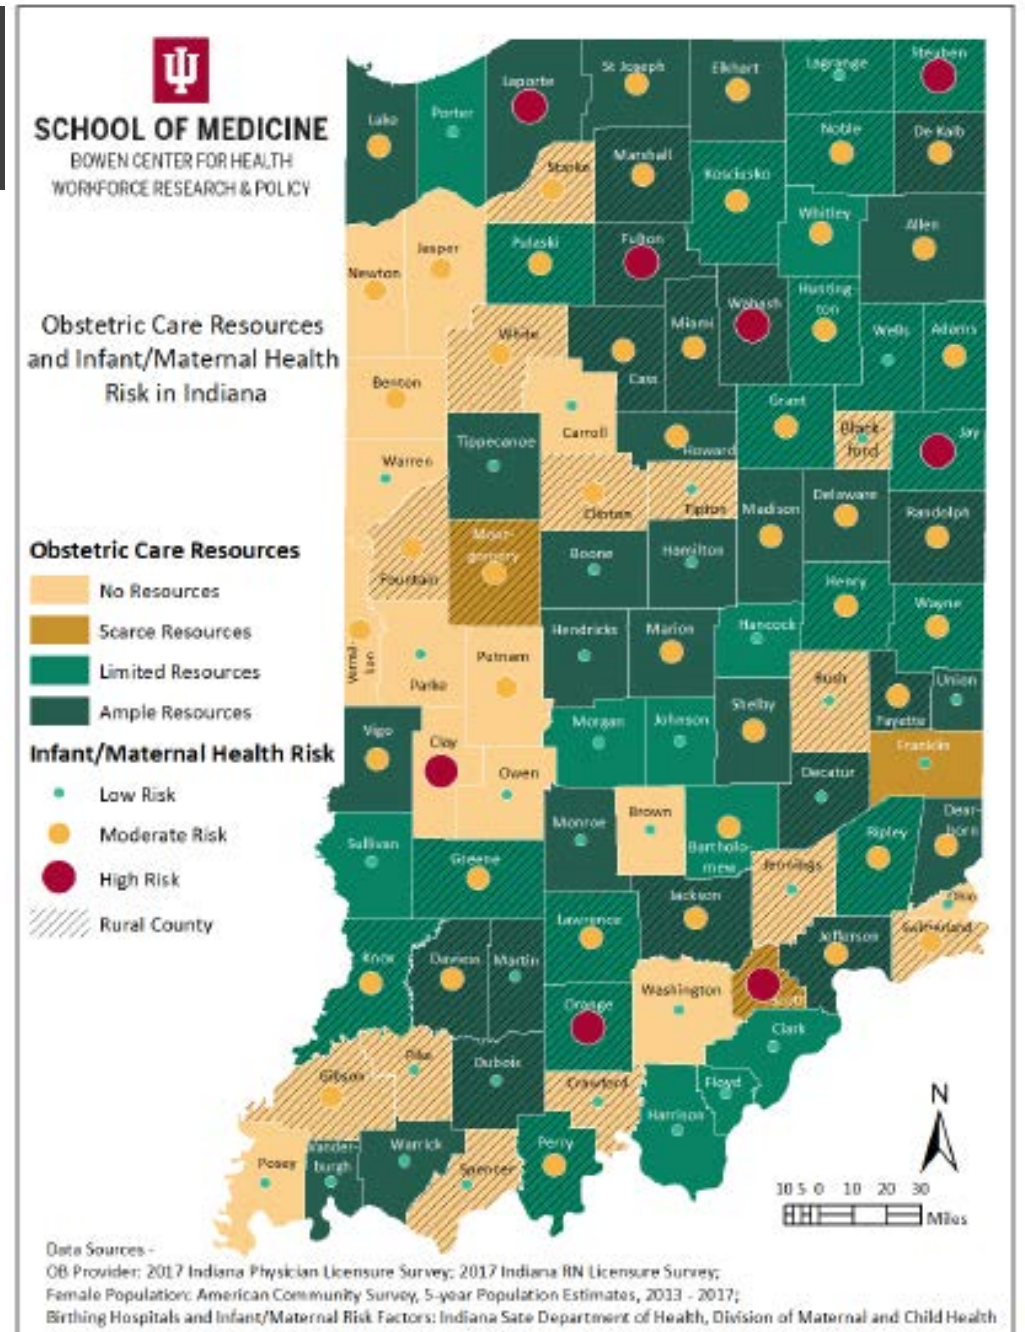 SCHOOL OF MEDICINE
BOWEN CENTER FOR HEALTH
WORKFORCE RESEARCH & POLICY
Obstetric Care Resources
and Infant/Maternal Health
Risk in Indiana
Obstetric Care Resources
No Resources
Scarce Resources
Limited Resources
Ample Resources
Infant/Maternal Health Risk
Low Risk
Moderate Risk
High Risk
Rural County
Lake
Porter
Laporte
St Joseph
Elkhart
Lagrange
Steuben
Starke
Marshall
Kosciusko
Noble
De Kalb
Whitley
Allen
Newton
Jasper
Pulaski
Fulton
Wabash
Hunting-
ton
Miami
Wells
Adams
White
Cass
Benton
Carroll
Grant
Black-
ford
Jay
Tippecanoe
Howard
Warren
Clinton
Tipton
Madison
Delaware
Randolph
Fountain
Mont-
gomery
Boone
Hamilton
Henry
Wayne
Hendricks
Marion
Hancock
Vermil-
ion
Parke
Putnam
Rush
Fayette
Union
Shelby
Morgan
Johnson
Vigo
Clay
Owen
Franklin
Decatur
Monroe
Brown
Bartholo-
mew
Dear-
born
Ripley
Sullivan
Greene
Jennings
Jackson
Ohio
Switzerland
Lawrence
Jefferson
Knox
Daviess
Martin
Washington
Scott
Orange
Clark
Pike
Gibson
Dubois
Crawford
Floyd
Harrison
Posey
Vander-
burgh
Warrick
Spencer
Perry
N
10 5 0 10 20 30
Miles
Data Sources -
OB Provider: 2017 Indiana Physician Licensure Survey; 2017 Indiana RN Licensure Survey;
Female Population: American Community Survey, 5-year Population Estimates, 2013 - 2017;
Birthing Hospitals and Infant/Maternal Risk Factors: Indiana Sate Department of Health, Division of Maternal and Child Health